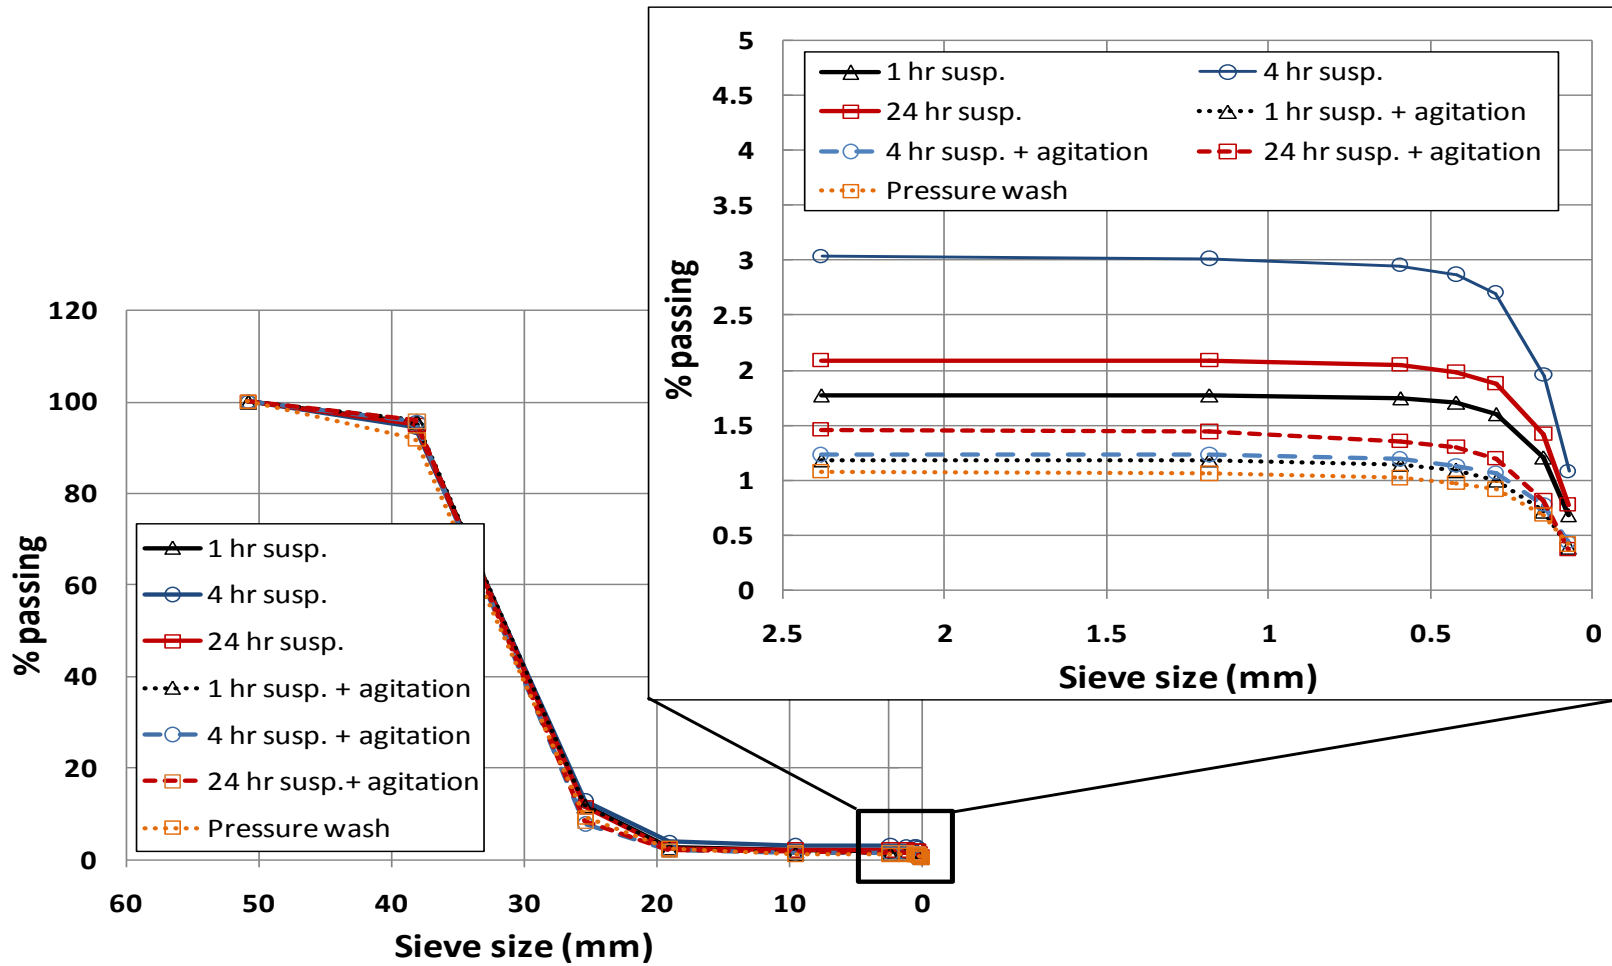 5
4.5
4
3.5
3
2.5
2
1.5
1
0.5
0
% passing
1 hr susp.
4 hr susp.
24 hr susp.
1 hr susp. + agitation
4 hr susp. + agitation
24 hr susp. + agitation
Pressure wash
2.5 2 1.5 1 0.5 0
Sieve size (mm)
120
100
80
60
40
20
0
% passing
1 hr susp.
4 hr susp.
24 hr susp.
1 hr susp. + agitation
4 hr susp. + agitation
24 hr susp.+ agitation
Pressure wash
60 50 40 30 20 10 0
Sieve size (mm)